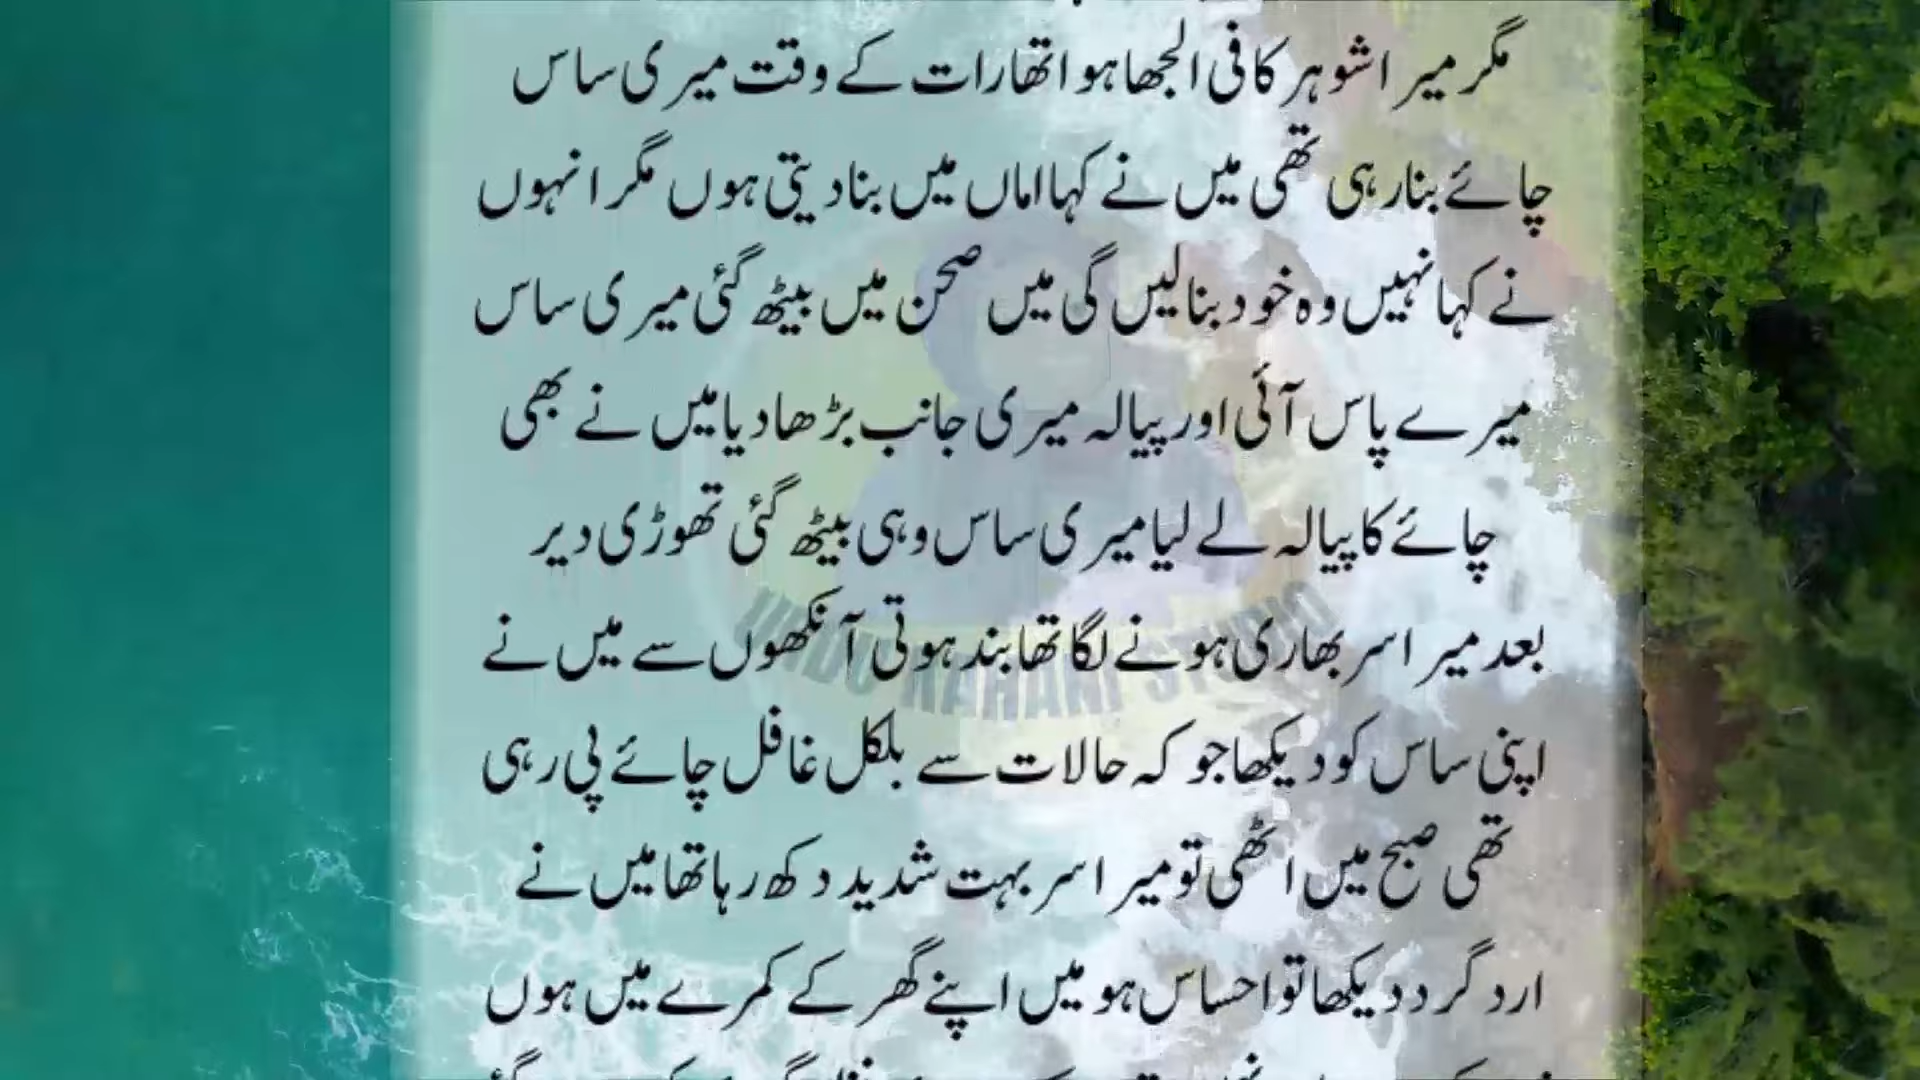 مگر میرا شوہر کافی الجھا ہوا تھا رات کے وقت میری ساس
چائے بنا رہی تھی میں نے کہا اماں میں بنا دیتی ہوں مگر انہوں
نے کہا نہیں وہ خود بنا لیں گی میں صحن میں بیٹھ گئی میری ساس
میرے پاس آئی اور پیالہ میری جانب بڑھا دیا میں نے بھی
چائے کا پیالہ لے لیا میری ساس وہی بیٹھ گئی تھوڑی دیر
بعد میرا سر بھاری ہونے لگا تھا بند ہوتی آنکھوں سے میں نے
اپنی ساس کو دیکھا جو کہ حالات سے بلکل غافل چائے پی رہی
تھی صبح میں اٹھی تو میرا سر بہت شدید دکھ رہا تھا میں نے
ارد گرد دیکھا تو احساس ہو میں اپنے گھر کے کمرے میں ہوں
URDU KAHANI STUDIO